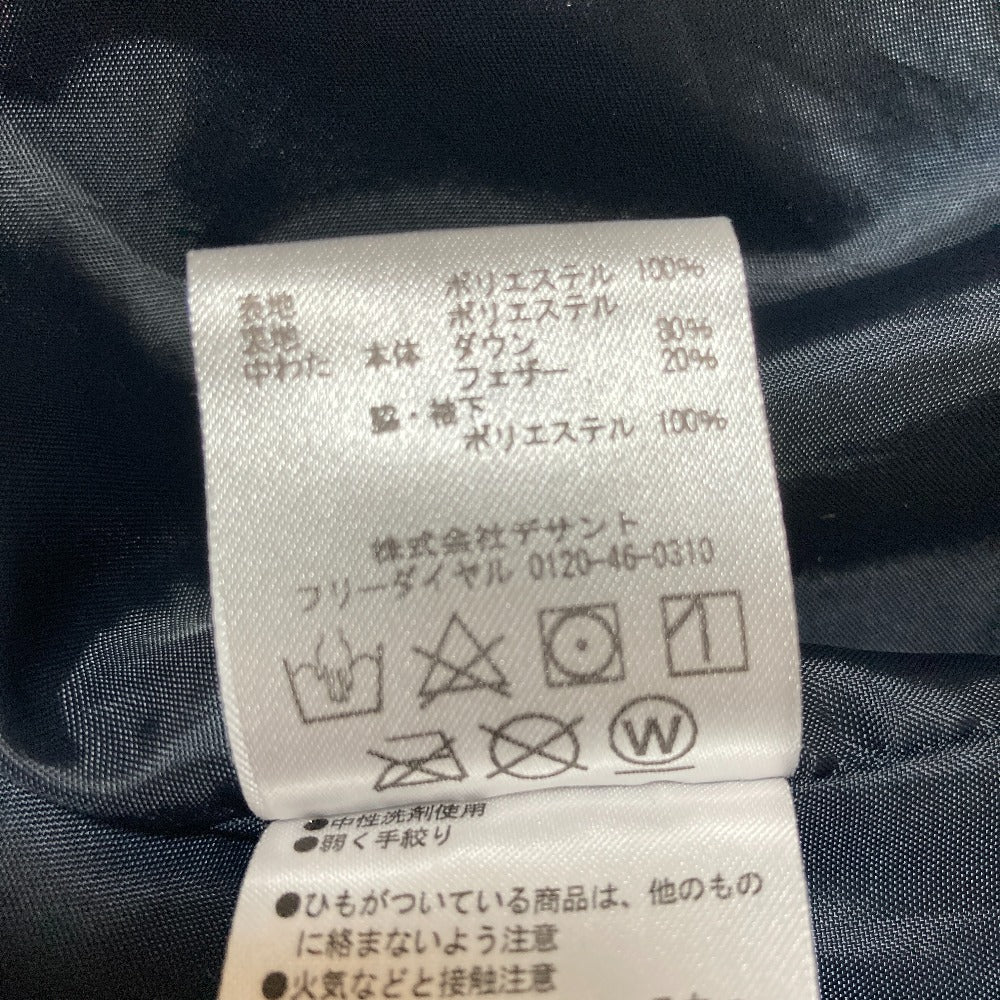 表地 ポリエステル 100%
裏地 ポリエステル
中わた 本体 ダウン 80%
フェザー 20%
脇・袖下
ポリエステル 100%
株式会社デサント
フリーダイヤル 0120-46-0310
W
●中性洗剤使用
●弱く手絞り
●ひもがついている商品は、他のもの
に絡まないよう注意
●火気などと接触注意